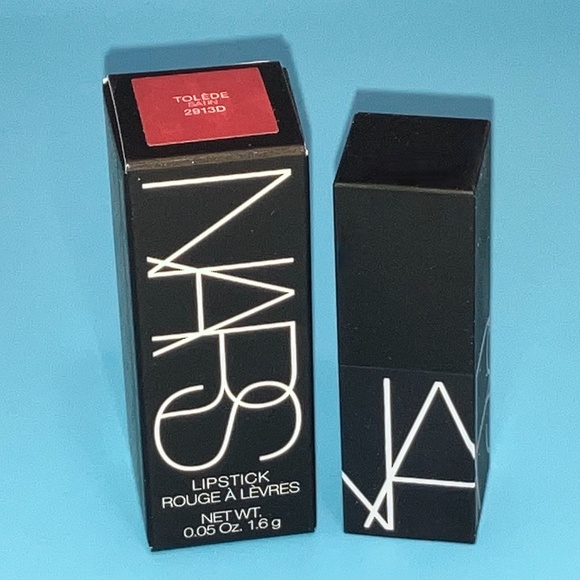 TOLÈDE
SATIN
2913D
NARS
LIPSTICK
ROUGE À LÈVRES
NET WT.
0.05 Oz. 1.6 g
NA